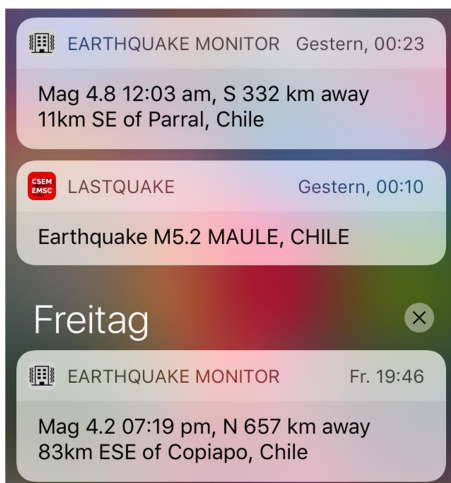 EARTHQUAKE MONITOR Gestern, 00:23
Mag 4.8 12:03 am, S 332 km away
11km SE of Parral, Chile
CSEM
EMSC
LASTQUAKE Gestern, 00:10
Earthquake M5.2 MAULE, CHILE
Freitag
EARTHQUAKE MONITOR Fr. 19:46
Mag 4.2 07:19 pm, N 657 km away
83km ESE of Copiapo, Chile